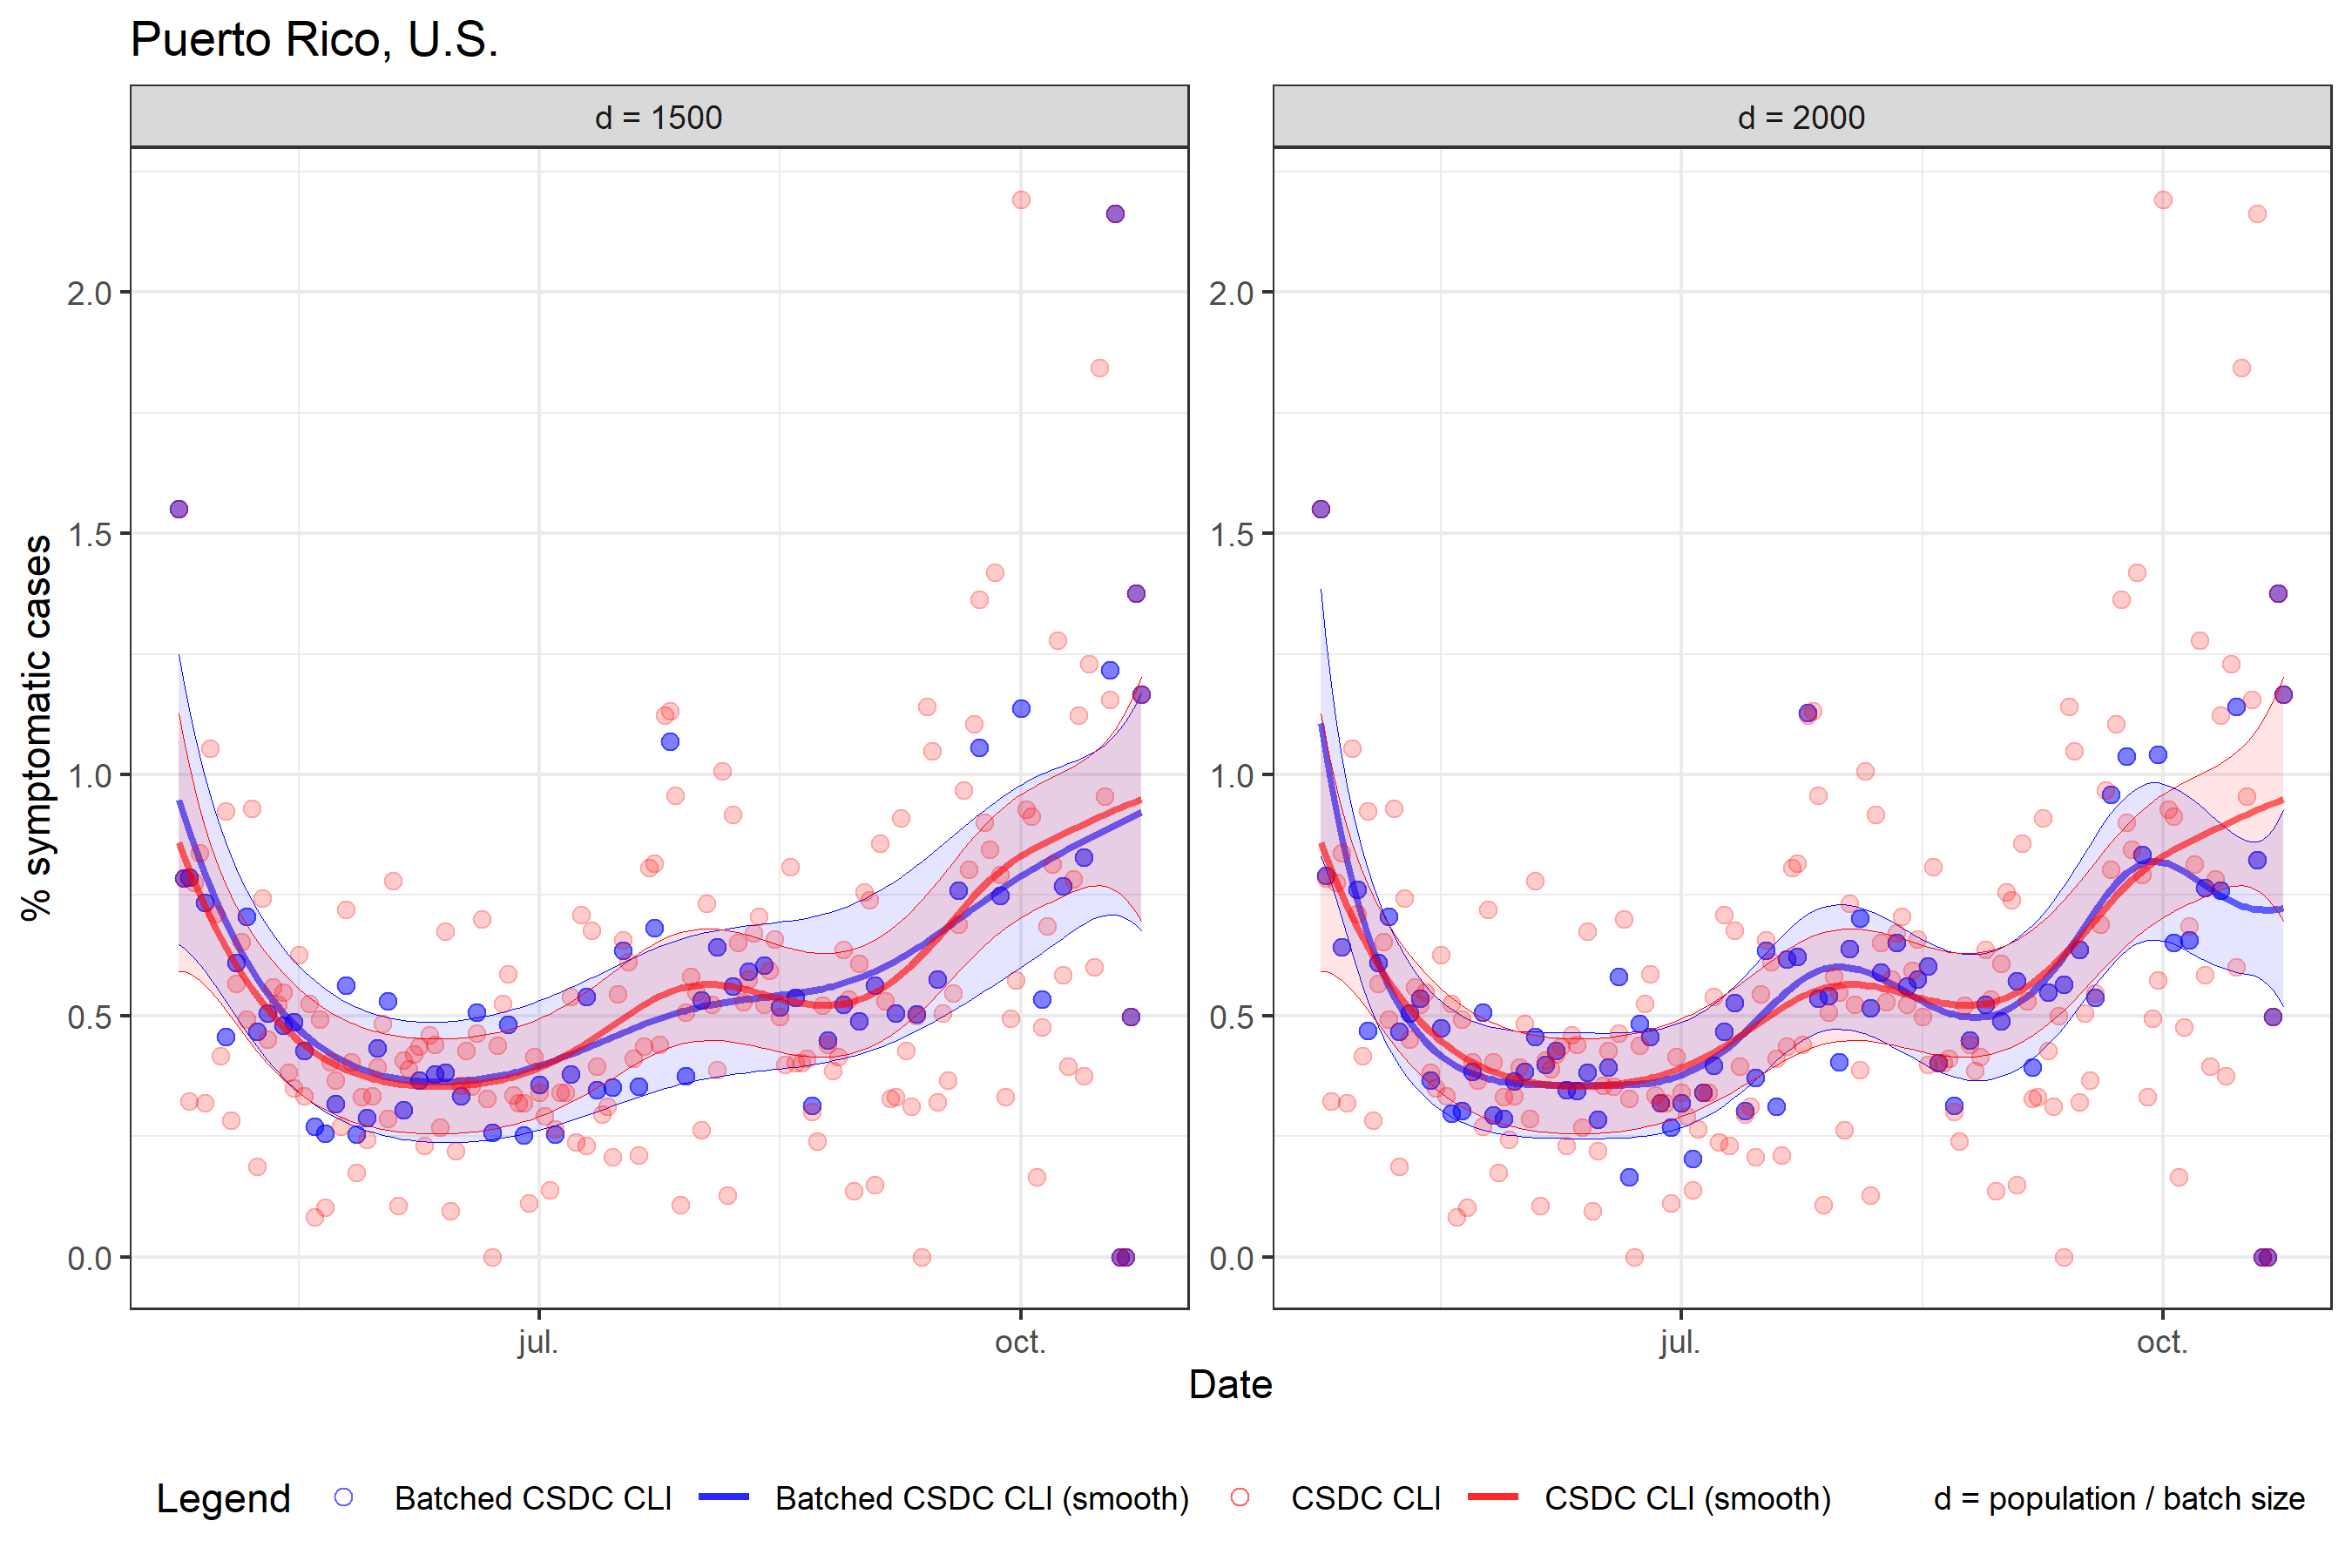 Puerto Rico, U.S.
d = 1500
d = 2000
% symptomatic cases
2.0
1.5
1.0
0.5
0.0
2.0
1.5
1.0
0.5
0.0
jul.
oct.
jul.
oct.
Date
Legend
Batched CSDC CLI
Batched CSDC CLI (smooth)
CSDC CLI
CSDC CLI (smooth)
d = population / batch size